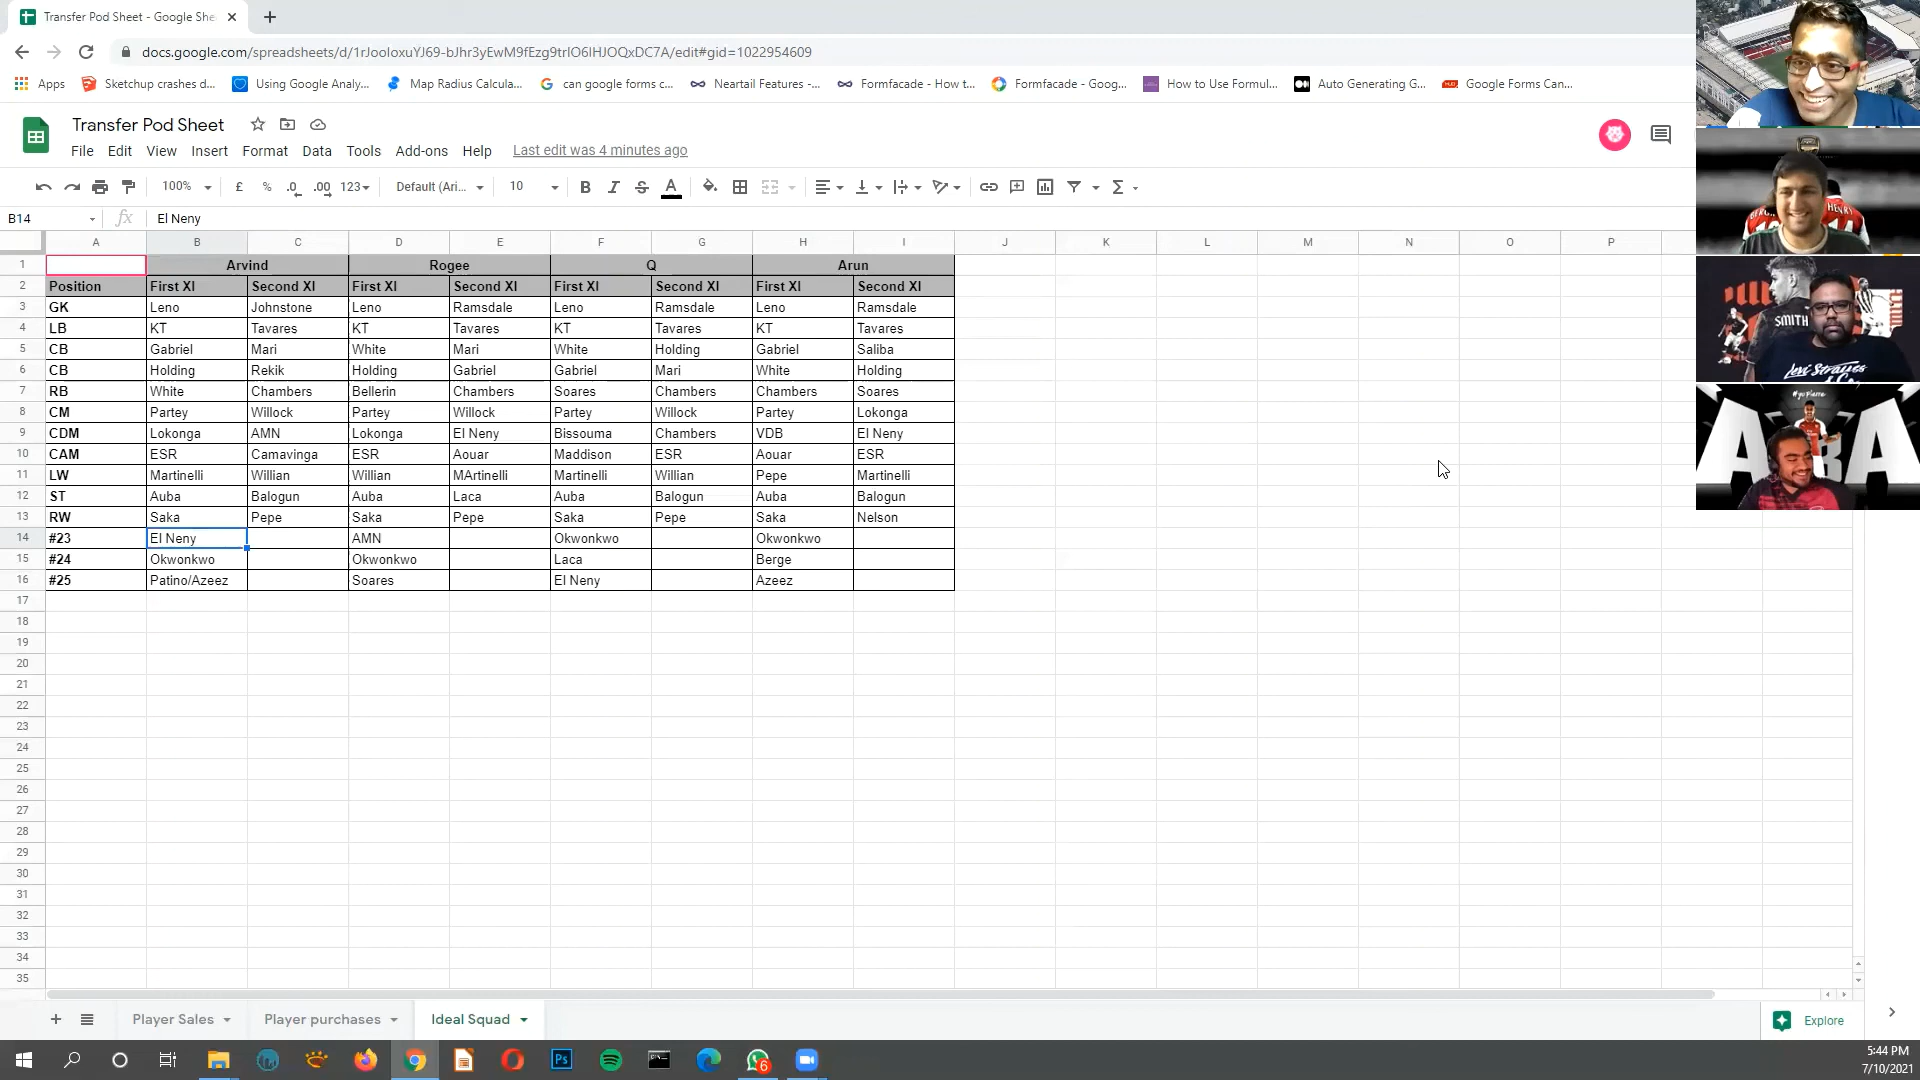 Transfer Pod Sheet - Google She
docs.google.com/spreadsheets/d/1rJooIoxuYJ69-bJhr3yEwM9fEzg9trIO6IHJOQxDC7A/edit#gid=1022954609
Apps Sketchup crashes d... Using Google Analy... Map Radius Calcula... can google forms c... Neartail Features -... Formfacade - How t... Formfacade - Goog... How to Use Formul... Auto Generating G... Google Forms Can...
Transfer Pod Sheet
File Edit View Insert Format Data Tools Add-ons Help Last edit was 4 minutes ago
100% £ % .0 .00 123 Default (Ari... 10 B I S A
B14 fx El Neny
A B C D E F G H I J K L M N O P
1 Arvind Rogee Q Arun
2 Position First XI Second XI First XI Second XI First XI Second XI First XI Second XI
3 GK Leno Johnstone Leno Ramsdale Leno Ramsdale Leno Ramsdale
4 LB KT Tavares KT Tavares KT Tavares KT Tavares
5 CB Gabriel Mari White Mari White Holding Gabriel Saliba
6 CB Holding Rekik Holding Gabriel Gabriel Mari White Holding
7 RB White Chambers Bellerin Chambers Soares Chambers Chambers Soares
8 CM Partey Willock Partey Willock Partey Willock Partey Lokonga
9 CDM Lokonga AMN Lokonga El Neny Bissouma Chambers VDB El Neny
10 CAM ESR Camavinga ESR Aouar Maddison ESR Aouar ESR
11 LW Martinelli Willian Willian MArtinelli Martinelli Willian Pepe Martinelli
12 ST Auba Balogun Auba Laca Auba Balogun Auba Balogun
13 RW Saka Pepe Saka Pepe Saka Pepe Saka Nelson
14 #23 El Neny AMN Okwonkwo Okwonkwo
15 #24 Okwonkwo Okwonkwo Laca Berge
16 #25 Patino/Azeez Soares El Neny Azeez
17
18
19
20
21
22
23
24
25
26
27
28
29
30
31
32
33
34
35
HENRY
SMITH
Levi Strauss
Player Sales Player purchases Ideal Squad Explore
Ps 6
5:44 PM
7/10/2021